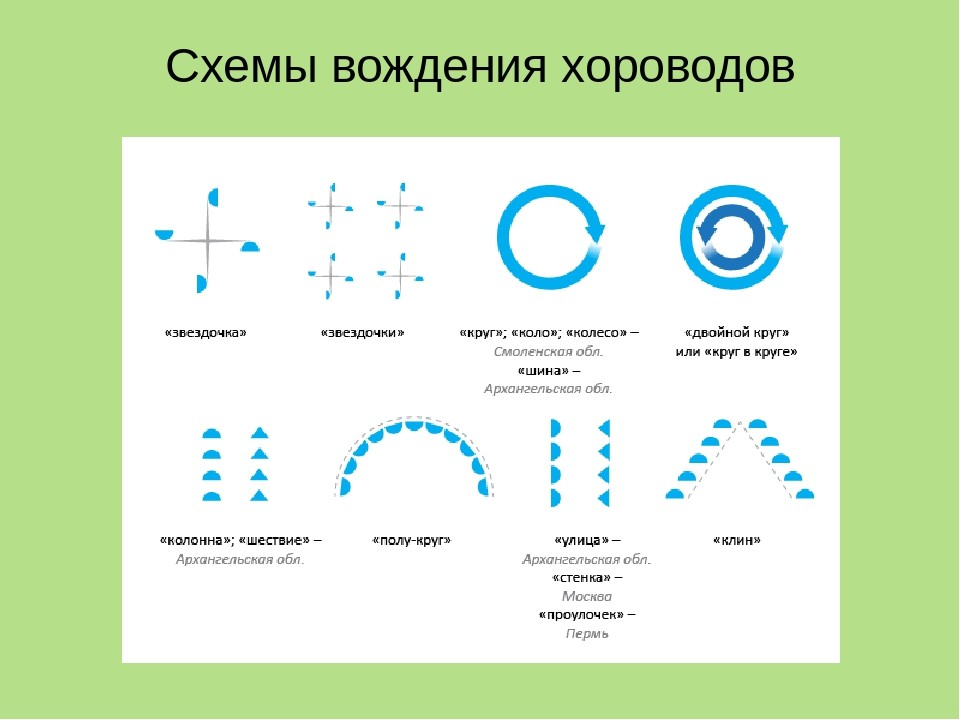 Схемы вождения хороводов
«звездочка»
«звездочки»
«круг»; «коло»; «колесо» –
Смоленская обл.
«шина» –
Архангельская обл.
«двойной круг»
или «круг в круге»
«колонна»; «шествие» –
Архангельская обл.
«полу-круг»
«улица» –
Архангельская обл.
«стенка» –
Москва
«проулочек» –
Пермь
«клин»